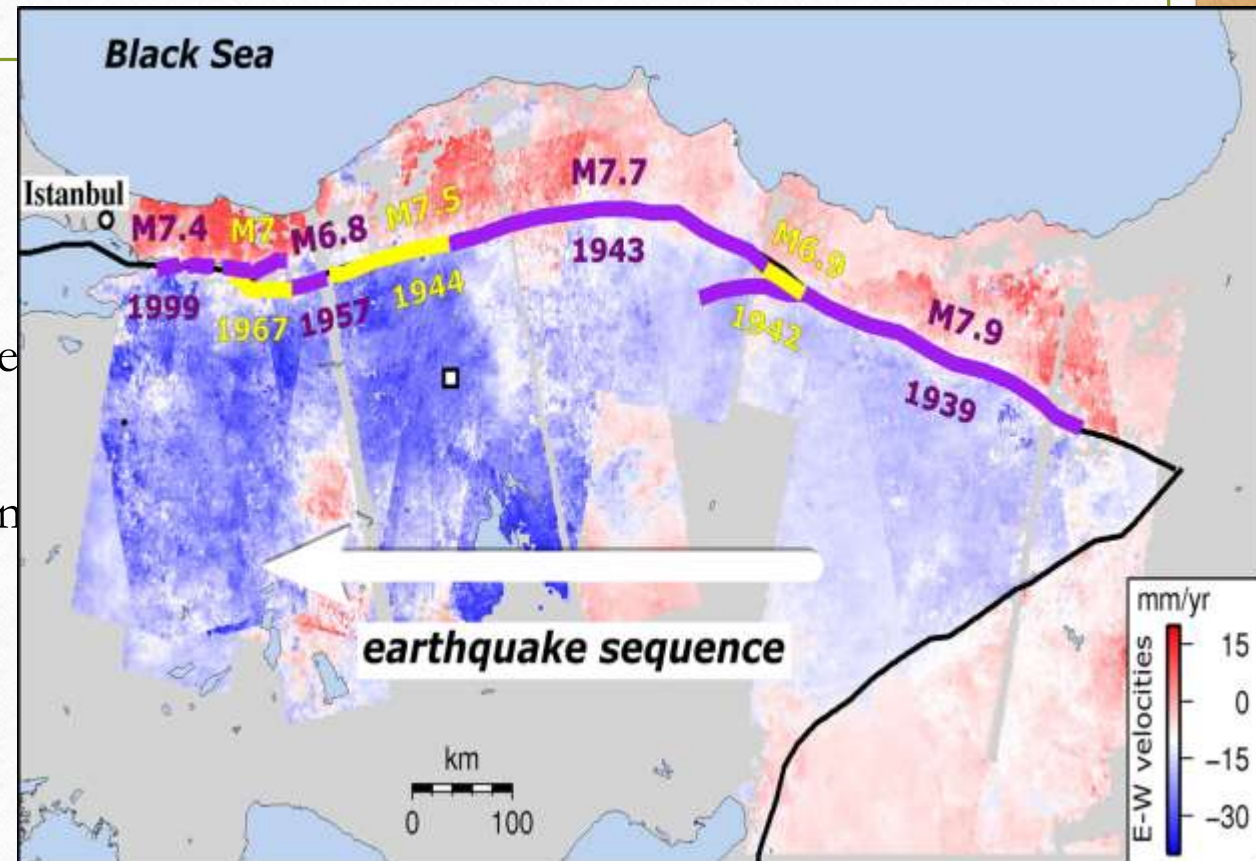 Black Sea
Istanbul
M7.4
M7
M6.8
M7.5
M7.7
M6.9
M7.9
1999
1967
1957
1944
1943
1942
1939
e
n
earthquake sequence
km
0 100
mm/yr
E-W velocities
15
0
−15
−30